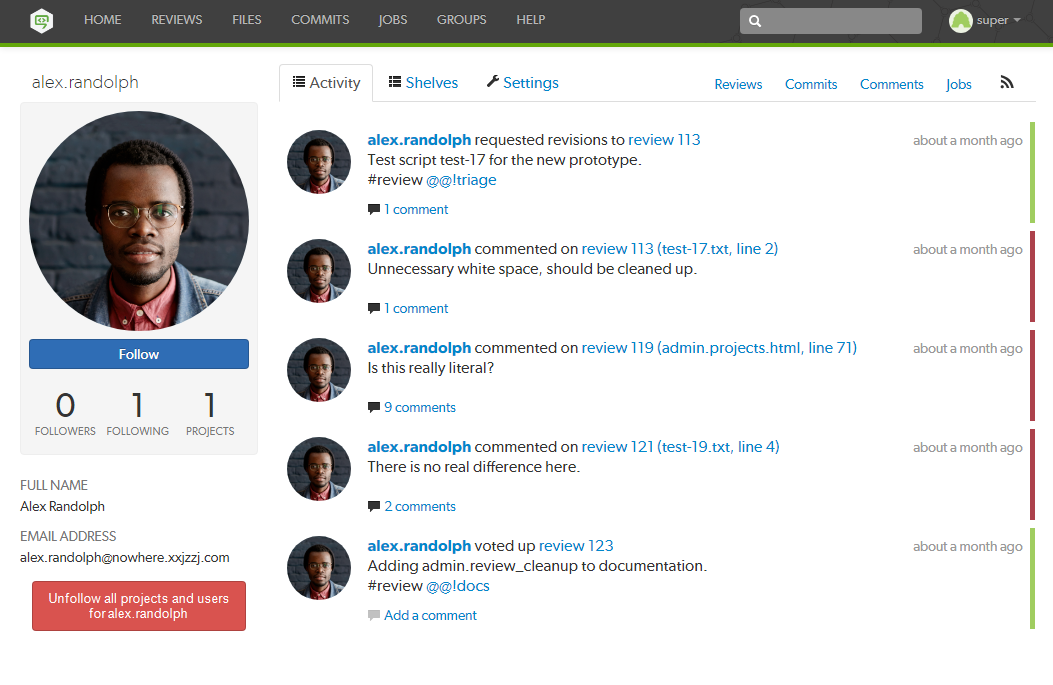 HOME REVIEWS FILES COMMITS JOBS GROUPS HELP super
alex.randolph
Follow
0 1 1
FOLLOWERS FOLLOWING PROJECTS
FULL NAME
Alex Randolph
EMAIL ADDRESS
alex.randolph@nowhere.xxjzzj.com
Unfollow all projects and users
for alex.randolph
Activity Shelves Settings Reviews Commits Comments Jobs
alex.randolph requested revisions to review 113 about a month ago
Test script test-17 for the new prototype.
#review @@!triage
1 comment
alex.randolph commented on review 113 (test-17.txt, line 2) about a month ago
Unnecessary white space, should be cleaned up.
1 comment
alex.randolph commented on review 119 (admin.projects.html, line 71) about a month ago
Is this really literal?
9 comments
alex.randolph commented on review 121 (test-19.txt, line 4) about a month ago
There is no real difference here.
2 comments
alex.randolph voted up review 123 about a month ago
Adding admin.review_cleanup to documentation.
#review @@!docs
Add a comment